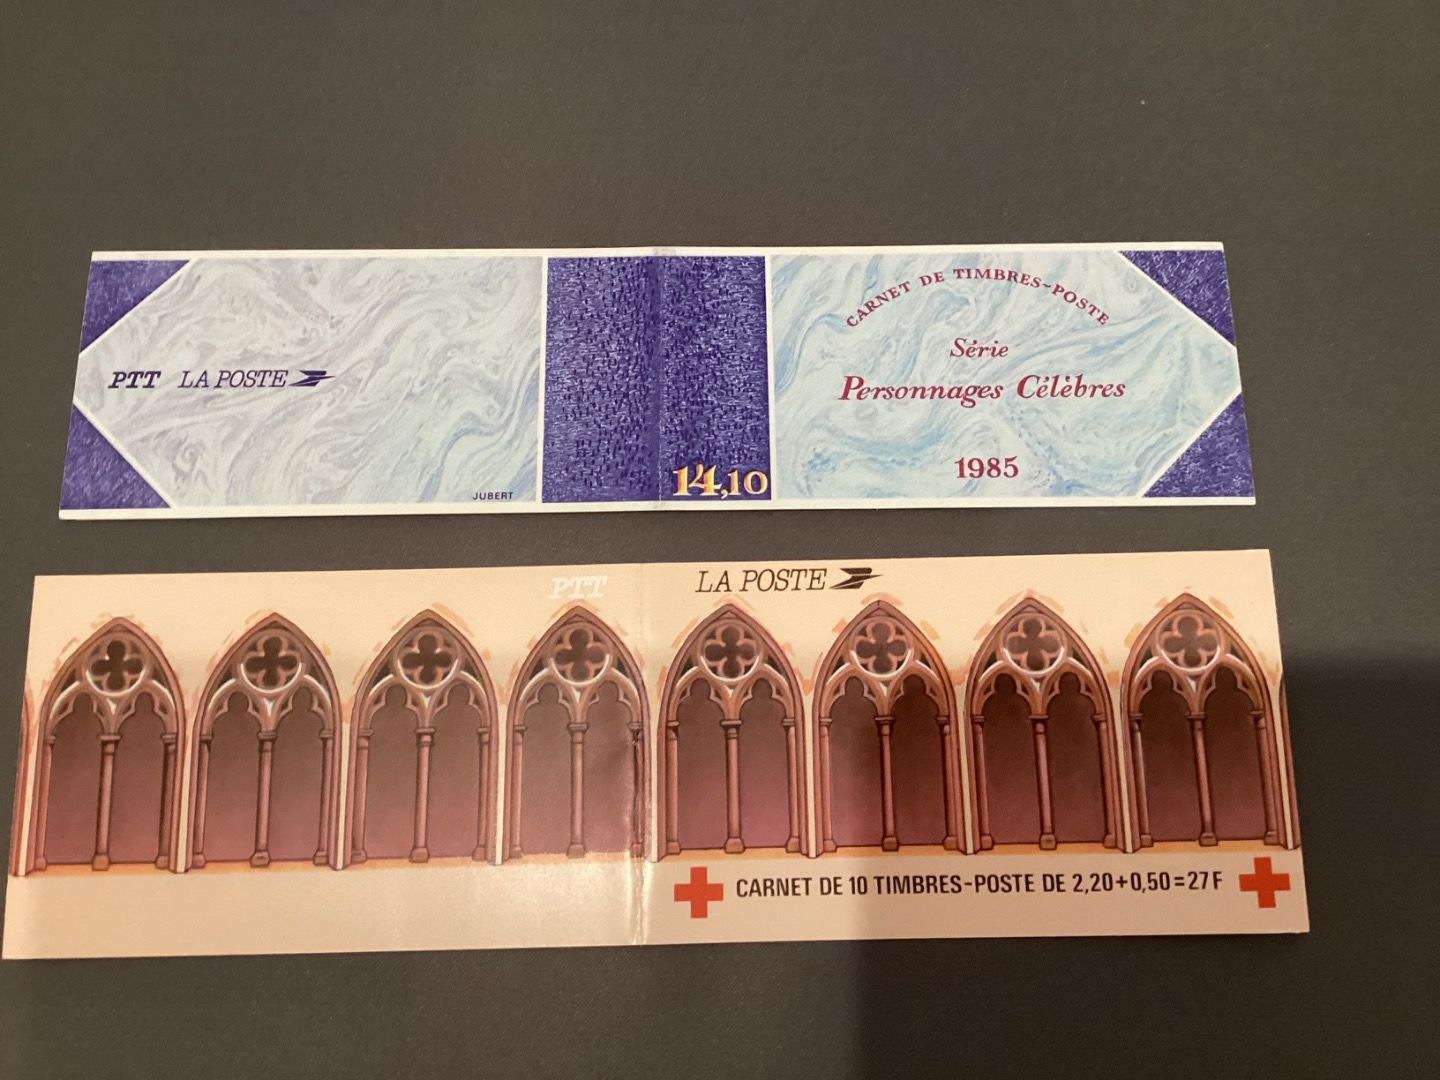 CARNET DE TIMBRES-POSTE
Série
Personnages Célèbres
1985
PTT LA POSTE
JUBERT
14,10
PTT LA POSTE
CARNET DE 10 TIMBRES-POSTE DE 2,20+0,50=27F